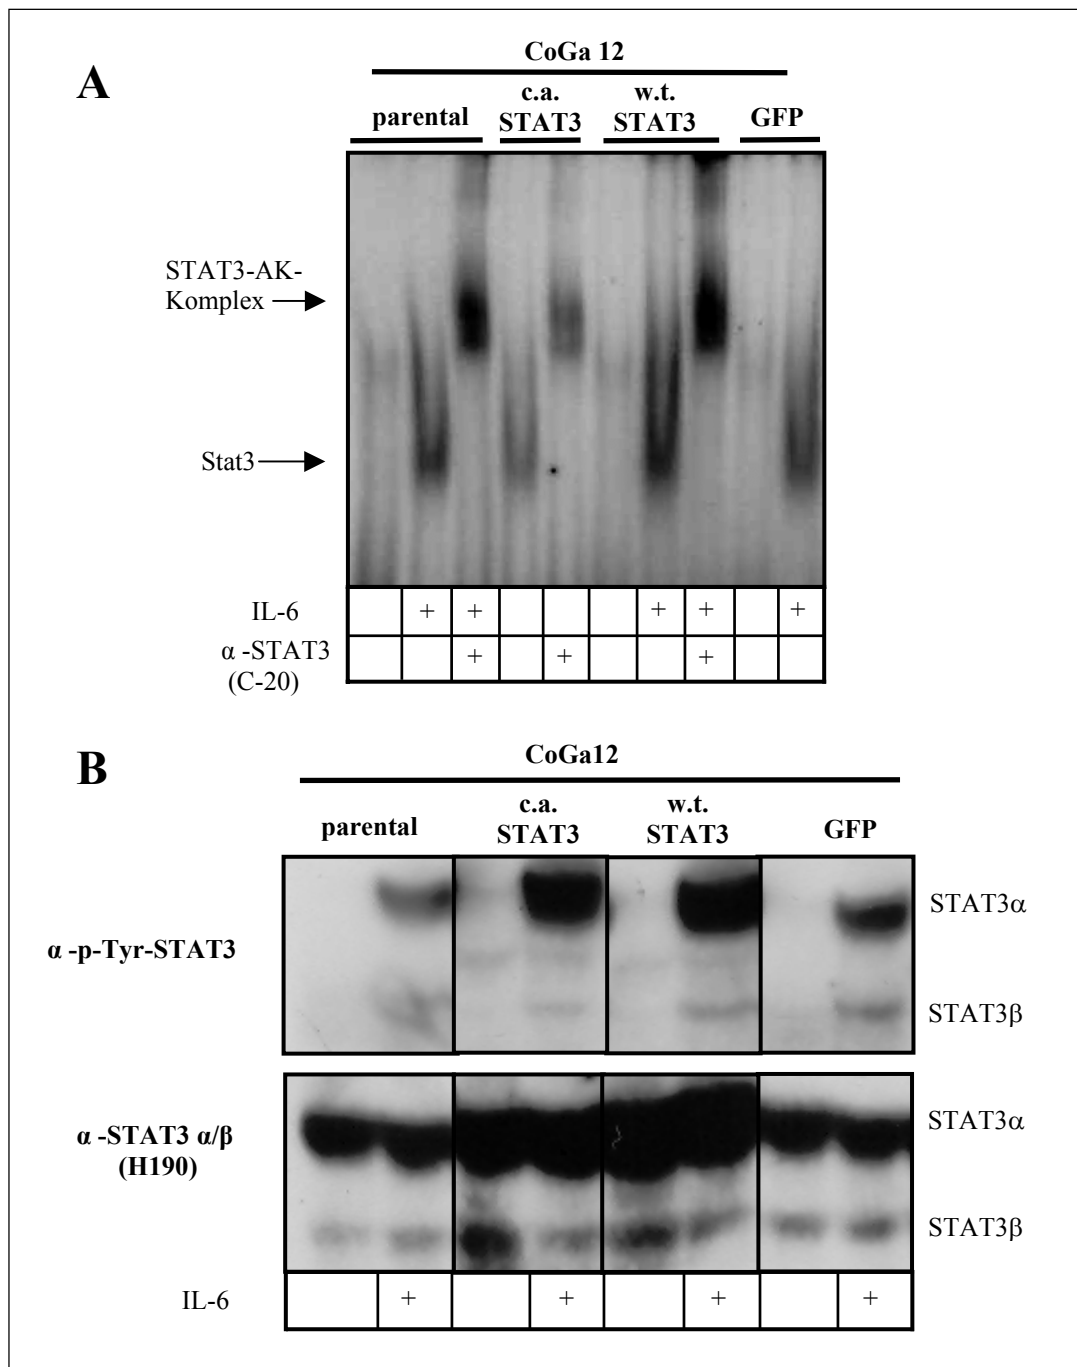 A
CoGa 12
parental
c.a.
STAT3
w.t.
STAT3
GFP
STAT3-AK-
Komplex
Stat3
IL-6 + + + + +
α -STAT3
(C-20) + + +
B
CoGa12
parental
c.a.
STAT3
w.t.
STAT3
GFP
α -p-Tyr-STAT3
STAT3α
STAT3β
α -STAT3 α/β
(H190)
STAT3α
STAT3β
IL-6 + + + +